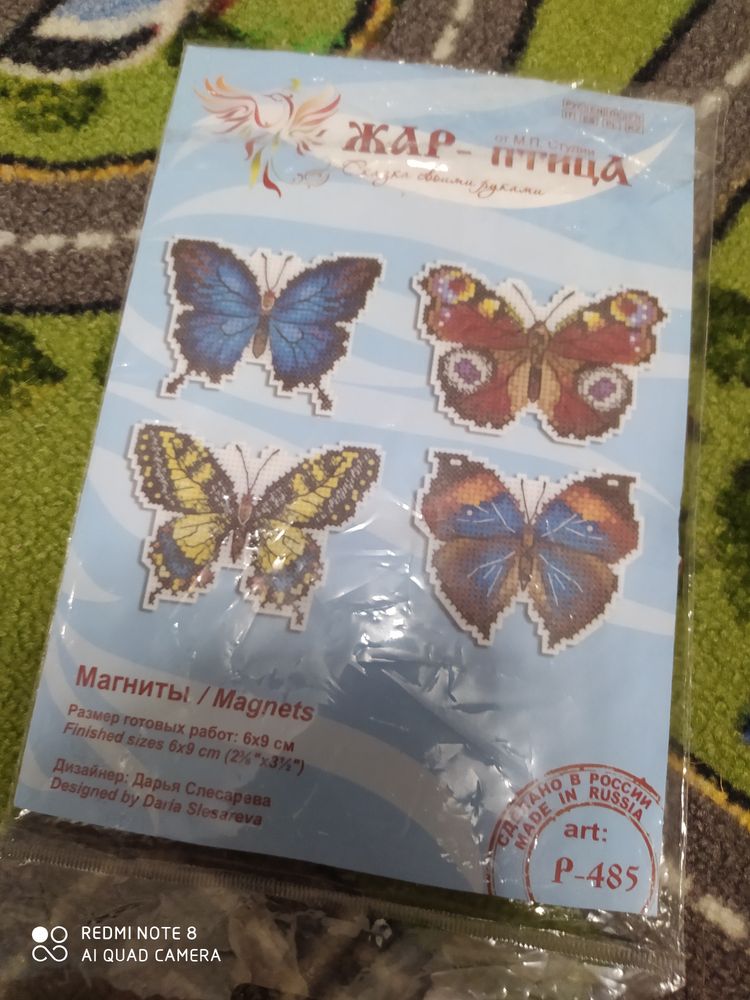 ЖАР-ПТИЦА
от М.П. Студии
Сказка своими руками
Магниты / Magnets
Размер готовых работ: 6х9 см
Finished sizes 6x9 cm (2⅜"x3½")
Дизайнер: Дарья Слесарева
Designed by Daria Slesareva
СДЕЛАНО В РОССИИ
MADE IN RUSSIA
art:
Р-485
REDMI NOTE 8
AI QUAD CAMERA